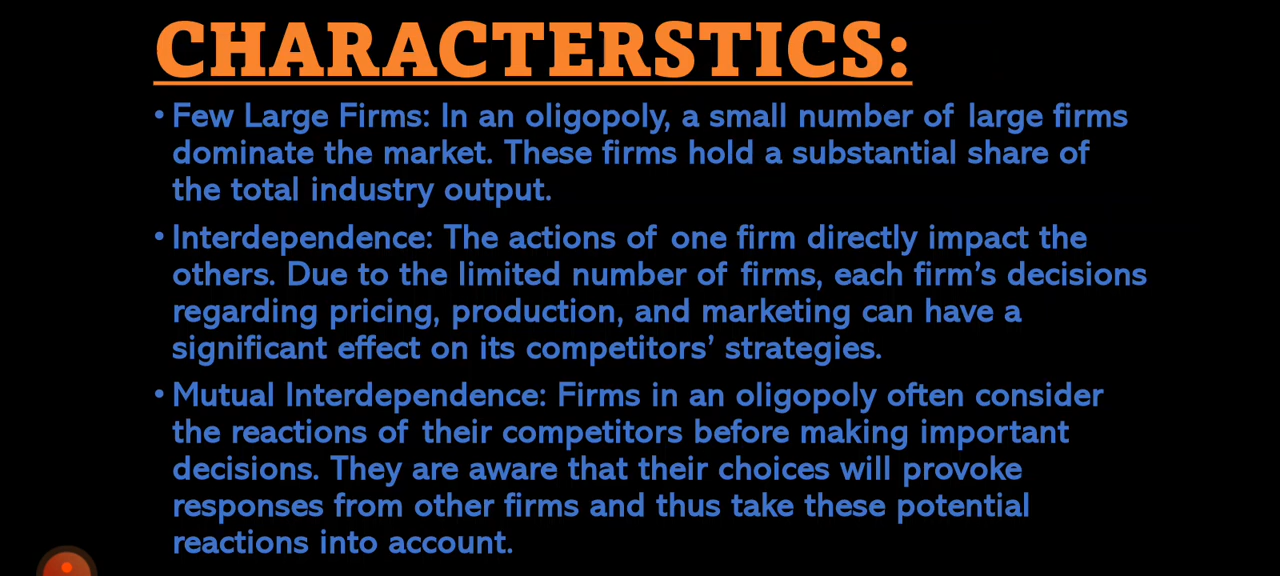 CHARACTERSTICS:
• Few Large Firms: In an oligopoly, a small number of large firms
dominate the market. These firms hold a substantial share of
the total industry output.
• Interdependence: The actions of one firm directly impact the
others. Due to the limited number of firms, each firm’s decisions
regarding pricing, production, and marketing can have a
significant effect on its competitors’ strategies.
• Mutual Interdependence: Firms in an oligopoly often consider
the reactions of their competitors before making important
decisions. They are aware that their choices will provoke
responses from other firms and thus take these potential
reactions into account.